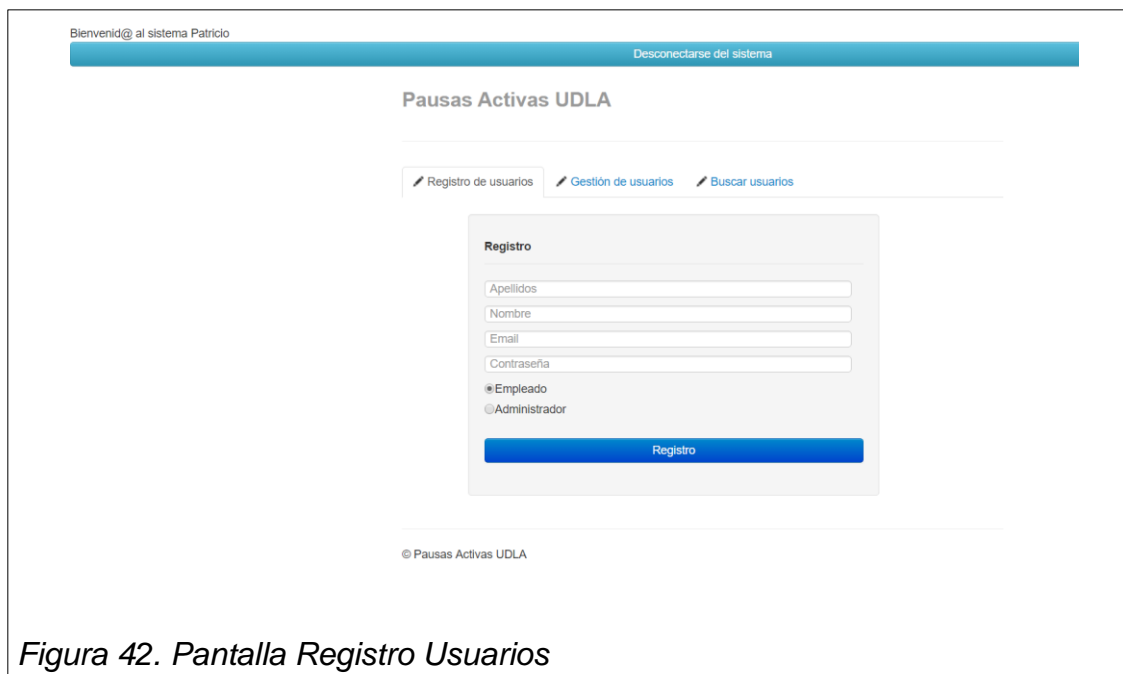 Bienvenid@ al sistema Patricio
Desconectarse del sistema
Pausas Activas UDLA
Registro de usuarios Gestión de usuarios Buscar usuarios
Registro
Apellidos
Nombre
Email
Contraseña
Empleado
Administrador
Registro
© Pausas Activas UDLA
Figura 42. Pantalla Registro Usuarios